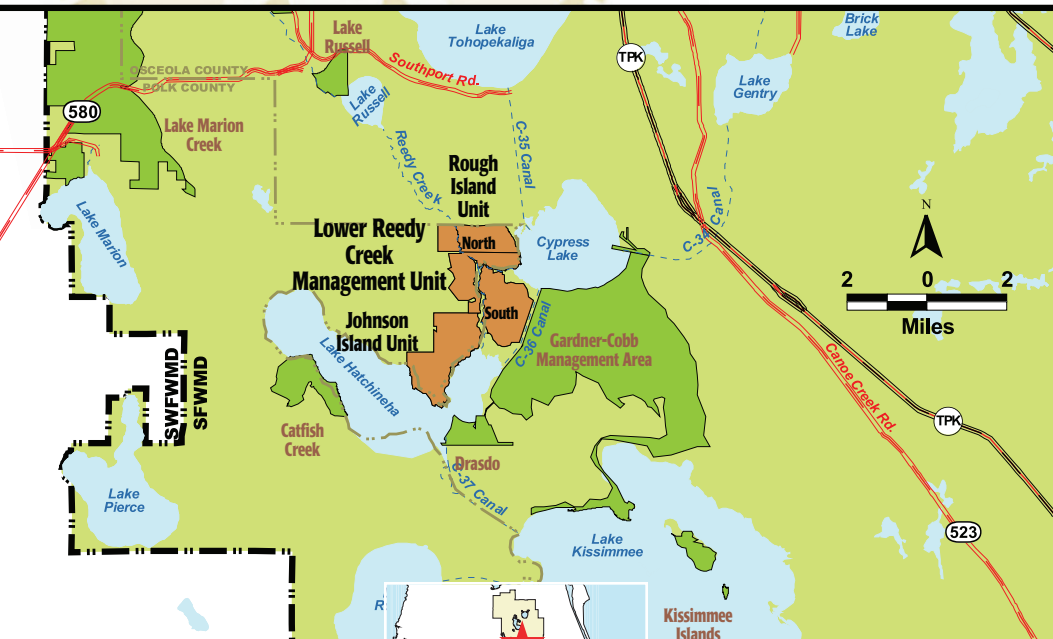 Lake
Russell
Lake
Tohopekaliga
Brick
Lake
TPK
Southport Rd.
OSCEOLA COUNTY
POLK COUNTY
Lake
Gentry
Lake
Russell
580
Lake Marion
Creek
Reedy Creek
C-35 Canal
Rough
Island
Unit
Lake Marion
C-34 Canal
N
Lower Reedy
Creek
Management Unit
North
Cypress
Lake
2 0 2
Miles
South
Johnson
Island Unit
C-36 Canal
Gardner-Cobb
Management Area
Lake Hatchineha
Canoe Creek Rd.
SWFWMD
SFWMD
TPK
Catfish
Creek
Drasdo
C-37 Canal
Lake
Pierce
523
Lake
Kissimmee
R
Kissimmee
Islands